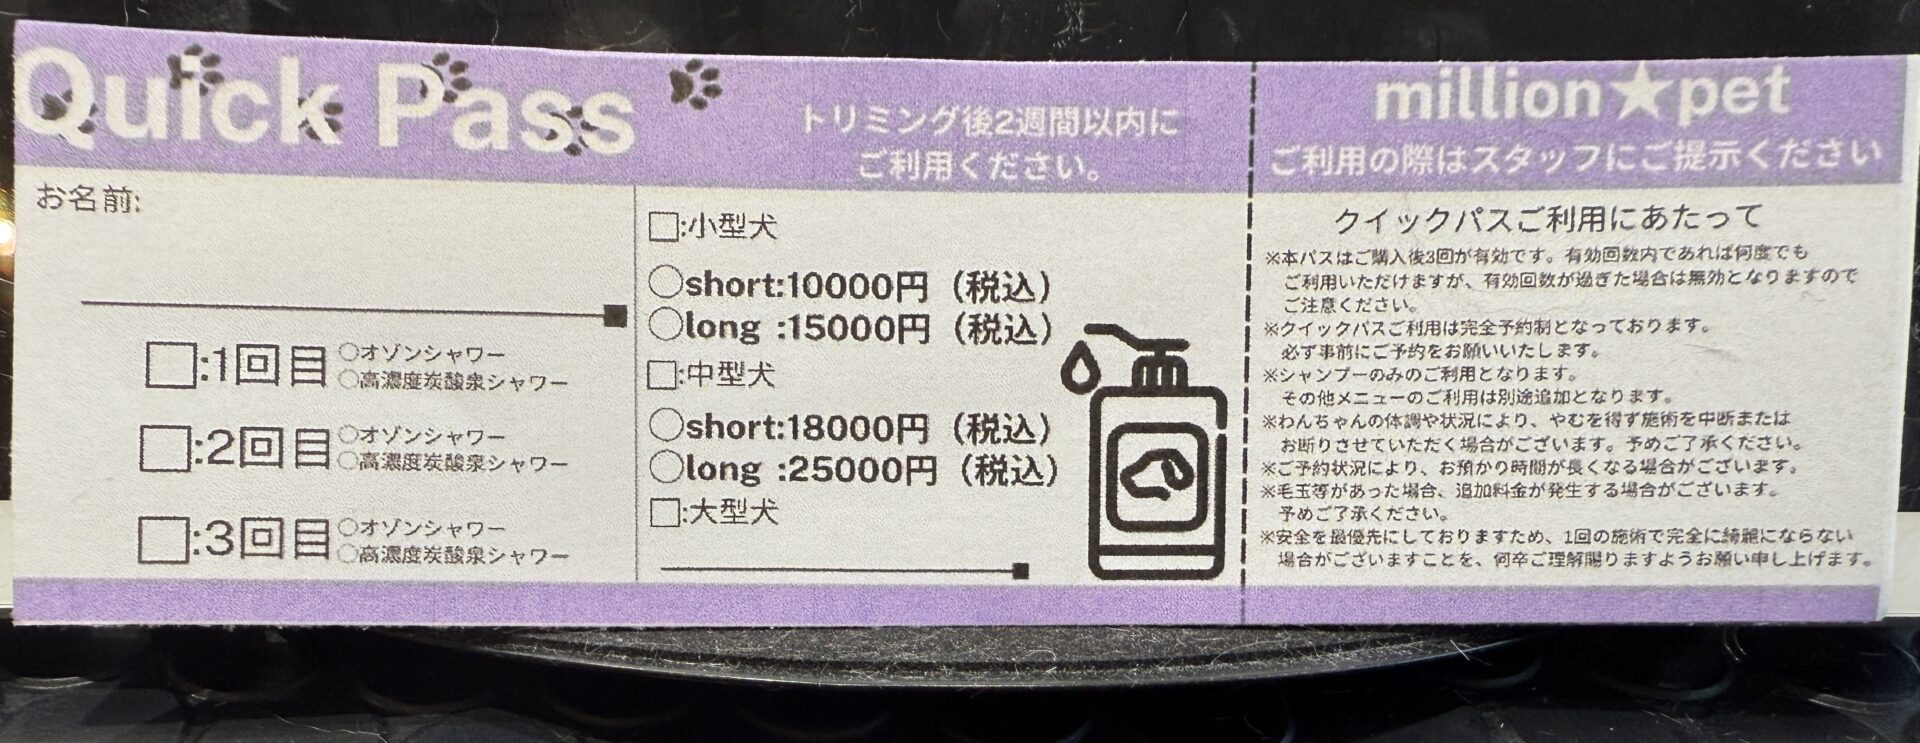 Quick Pass
トリミング後2週間以内に
ご利用ください。
お名前:
□:1回目
○オゾンシャワー
○高濃度炭酸泉シャワー
□:2回目
○オゾンシャワー
○高濃度炭酸泉シャワー
□:3回目
○オゾンシャワー
○高濃度炭酸泉シャワー
□:小型犬
○short:10000円（税込）
○long :15000円（税込）
□:中型犬
○short:18000円（税込）
○long :25000円（税込）
□:大型犬
million★pet
ご利用の際はスタッフにご提示ください
クイックパスご利用にあたって
※本パスはご購入後3回が有効です。有効回数内であれば何度でも
ご利用いただけますが、有効回数が過ぎた場合は無効となりますので
ご注意ください。
※クイックパスご利用は完全予約制となっております。
必ず事前にご予約をお願いいたします。
※シャンプーのみのご利用となります。
その他メニューのご利用は別途追加となります。
※わんちゃんの体調や状況により、やむを得ず施術を中断または
お断りさせていただく場合がございます。予めご了承ください。
※ご予約状況により、お預かり時間が長くなる場合がございます。
※毛玉等があった場合、追加料金が発生する場合がございます。
予めご了承ください。
※安全を最優先にしておりますため、1回の施術で完全に綺麗にならない
場合がございますことを、何卒ご理解賜りますようお願い申し上げます。